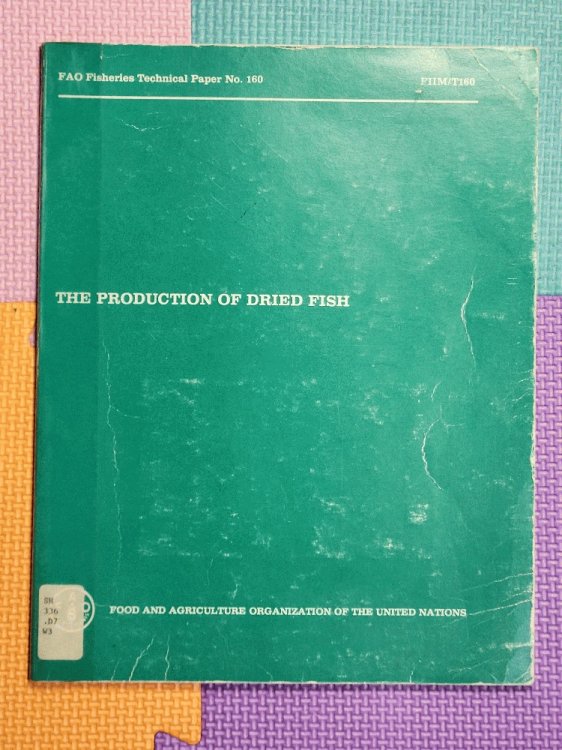 FAO Fisheries Technical Paper No. 160
FIIM/T160
THE PRODUCTION OF DRIED FISH
SH
336
.D7
W3
FOOD AND AGRICULTURE ORGANIZATION OF THE UNITED NATIONS